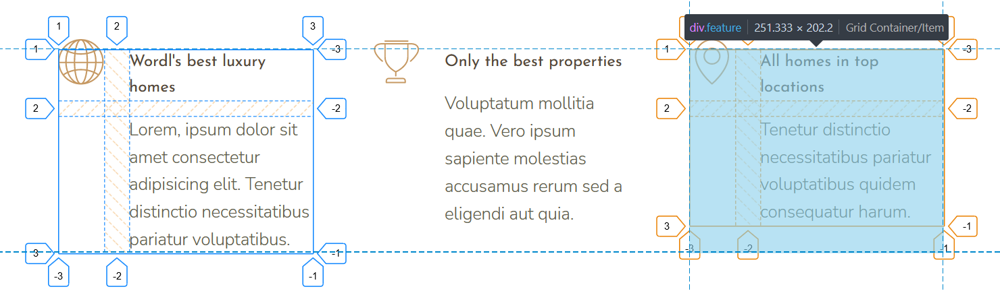 1
2
3
1
-3
Wordl's best luxury
homes
2
-2
Lorem, ipsum dolor sit
amet consectetur
adipisicing elit. Tenetur
distinctio necessitatibus
pariatur voluptatibus.
3
-1
-3
-2
-1
Only the best properties
Voluptatum mollitia
quae. Vero ipsum
sapiente molestias
accusamus rerum sed a
eligendi aut quia.
div.feature 251.333 × 202.2 Grid Container/Item
1
-3
All homes in top
locations
2
-2
Tenetur distinctio
necessitatibus pariatur
voluptatibus quidem
consequatur harum.
3
-1
-3
-2
-1